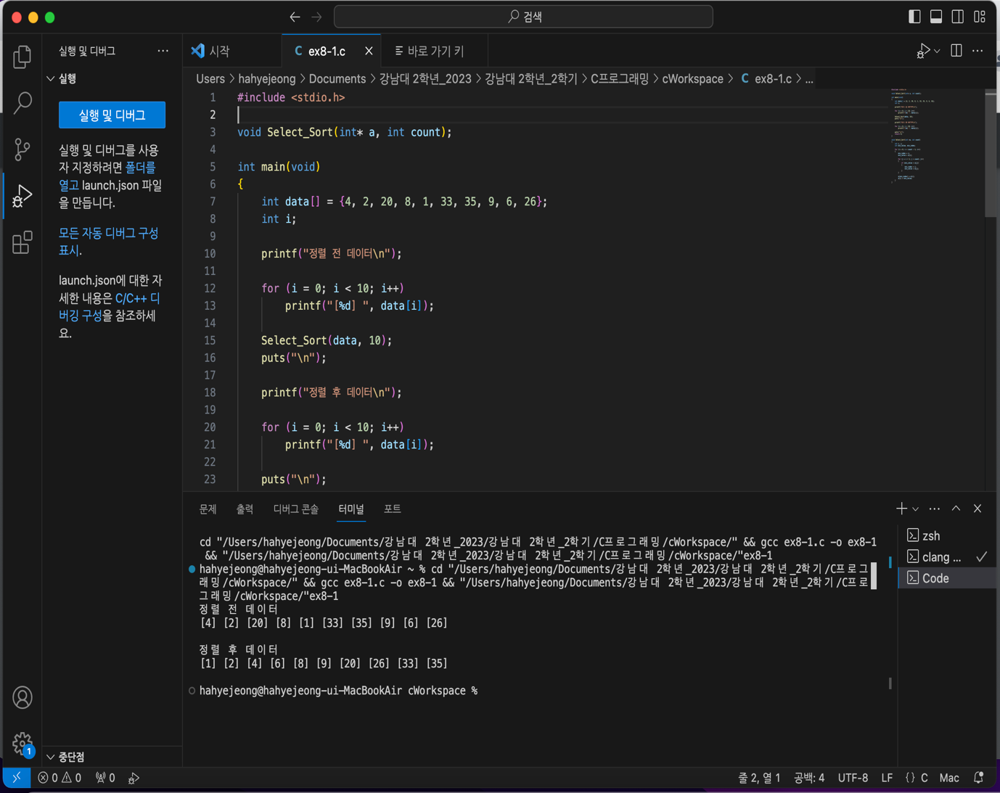 검색
실행 및 디버그 ...
시작
C ex8-1.c
바로 가기 키
Users > hahyejeong > Documents > 강남대 2학년_2023 > 강남대 2학년_2학기 > C프로그래밍 > cWorkspace > C ex8-1.c > ...
실행
실행 및 디버그
실행 및 디버그를 사용
자 지정하려면 폴더를
열고 launch.json 파일
을 만듭니다.
모든 자동 디버그 구성
표시.
launch.json에 대한 자
세한 내용은 C/C++ 디
버깅 구성을 참조하세
요.
중단점
1 #include <stdio.h>
2
3 void Select_Sort(int* a, int count);
4
5 int main(void)
6 {
7 int data[] = {4, 2, 20, 8, 1, 33, 35, 9, 6, 26};
8 int i;
9
10 printf("정렬 전 데이터\n");
11
12 for (i = 0; i < 10; i++)
13 printf("[%d] ", data[i]);
14
15 Select_Sort(data, 10);
16 puts("\n");
17
18 printf("정렬 후 데이터\n");
19
20 for (i = 0; i < 10; i++)
21 printf("[%d] ", data[i]);
22
23 puts("\n");
문제 출력 디버그 콘솔 터미널 포트
cd "/Users/hahyejeong/Documents/강남대 2학년_2023/강남대 2학년_2학기/C프로그래밍/cWorkspace/" && gcc ex8-1.c -o ex8-1
&& "/Users/hahyejeong/Documents/강남대 2학년_2023/강남대 2학년_2학기/C프로그래밍/cWorkspace/"ex8-1
hahyejeong@hahyejeong-ui-MacBookAir ~ % cd "/Users/hahyejeong/Documents/강남대 2학년_2023/강남대 2학년_2학기/C프로그
래밍/cWorkspace/" && gcc ex8-1.c -o ex8-1 && "/Users/hahyejeong/Documents/강남대 2학년_2023/강남대 2학년_2학기/C프로
그래밍/cWorkspace/"ex8-1
정렬 전 데이터
[4] [2] [20] [8] [1] [33] [35] [9] [6] [26]
정렬 후 데이터
[1] [2] [4] [6] [8] [9] [20] [26] [33] [35]
hahyejeong@hahyejeong-ui-MacBookAir cWorkspace %
zsh
clang ...
Code
1
0 0 0
줄 2, 열 1 공백: 4 UTF-8 LF {} C Mac